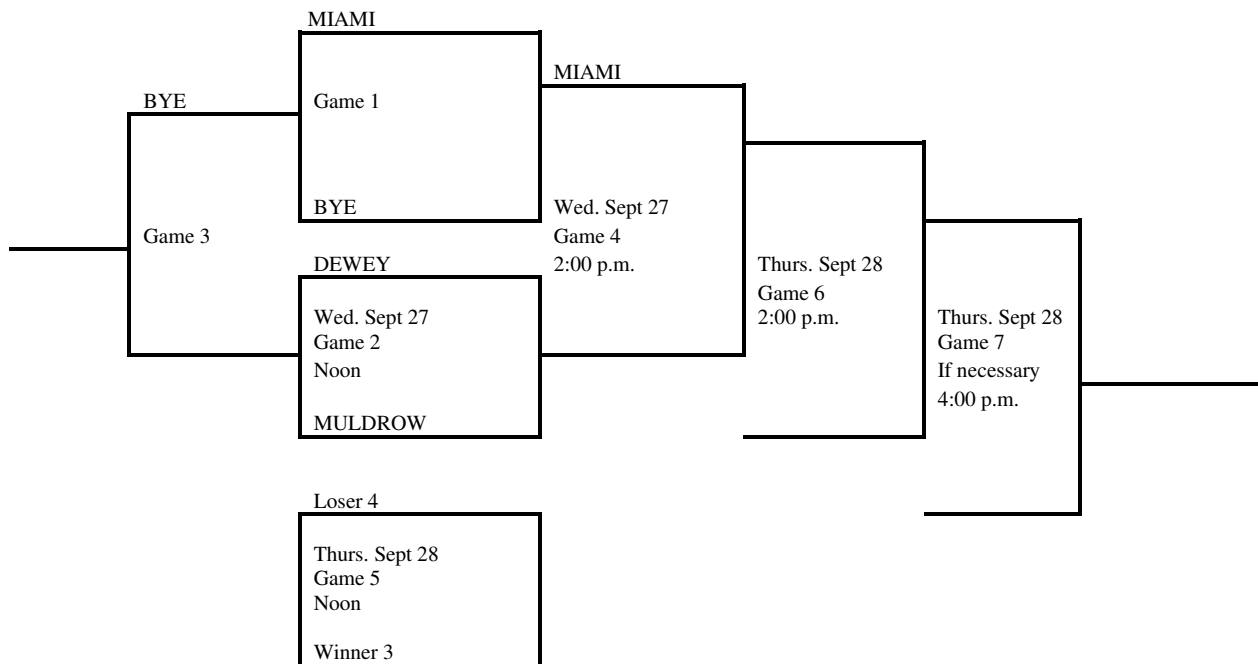 MIAMI
MIAMI
BYE
Game 1
BYE
Wed. Sept 27
Game 3
Game 4
DEWEY
2:00 p.m.
Thurs. Sept 28
Game 6
Wed. Sept 27
2:00 p.m.
Thurs. Sept 28
Game 2
Game 7
Noon
If necessary
4:00 p.m.
MULDROW
Loser 4
Thurs. Sept 28
Game 5
Noon
Winner 3